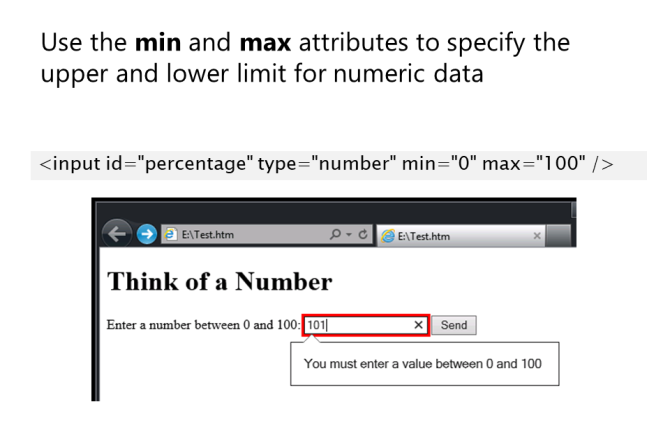 Use the min and max attributes to specify the
upper and lower limit for numeric data
<input id="percentage" type="number" min="0" max="100" />
E:\Test.htm
E:\Test.htm
Think of a Number
Enter a number between 0 and 100: 101 Send
You must enter a value between 0 and 100